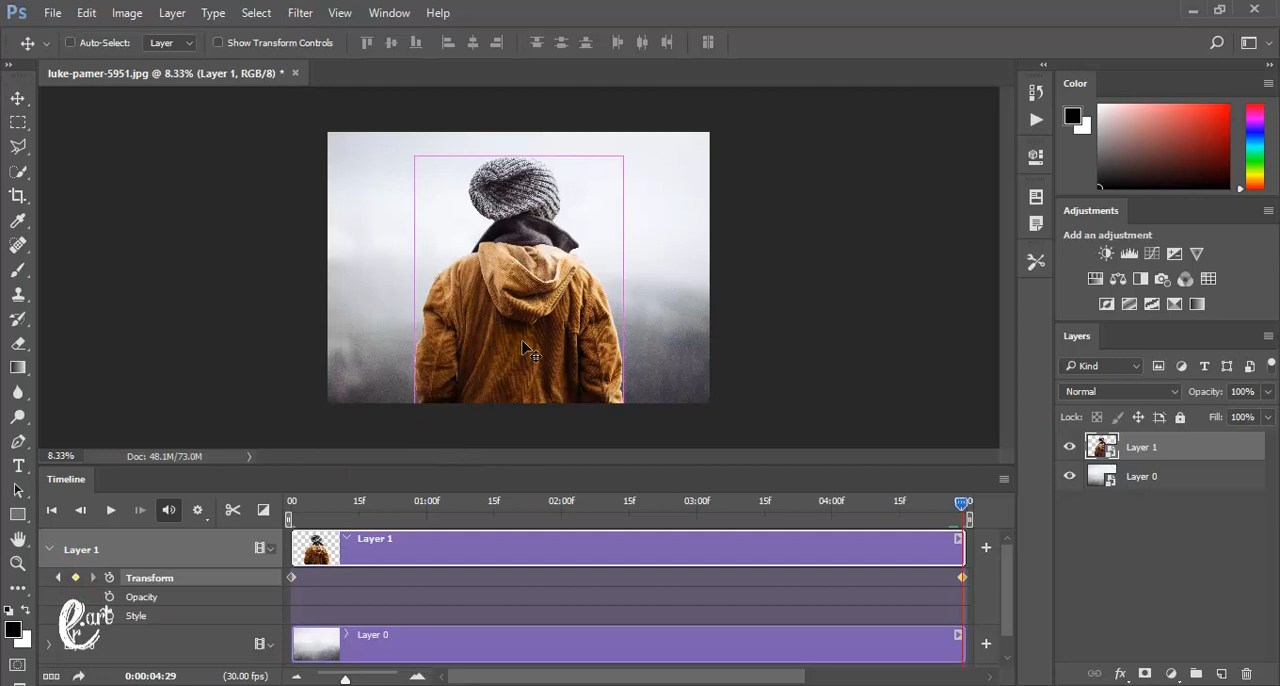 Ps File Edit Image Layer Type Select Filter View Window Help
Auto-Select: Layer Show Transform Controls
luke-pamer-5951.jpg @ 8.33% (Layer 1, RGB/8) *
Color
Adjustments
Add an adjustment
Layers
Kind
Normal Opacity: 100%
Lock: Fill: 100%
Layer 1
Layer 0
8.33% Doc: 48.1M/73.0M
Timeline
00 15f 01:00f 15f 02:00f 15f 03:00f 15f 04:00f 15f 0
Layer 1 Layer 1
Transform
Opacity
Style
Layer 0
art
0:00:04:29 (30.00 fps)